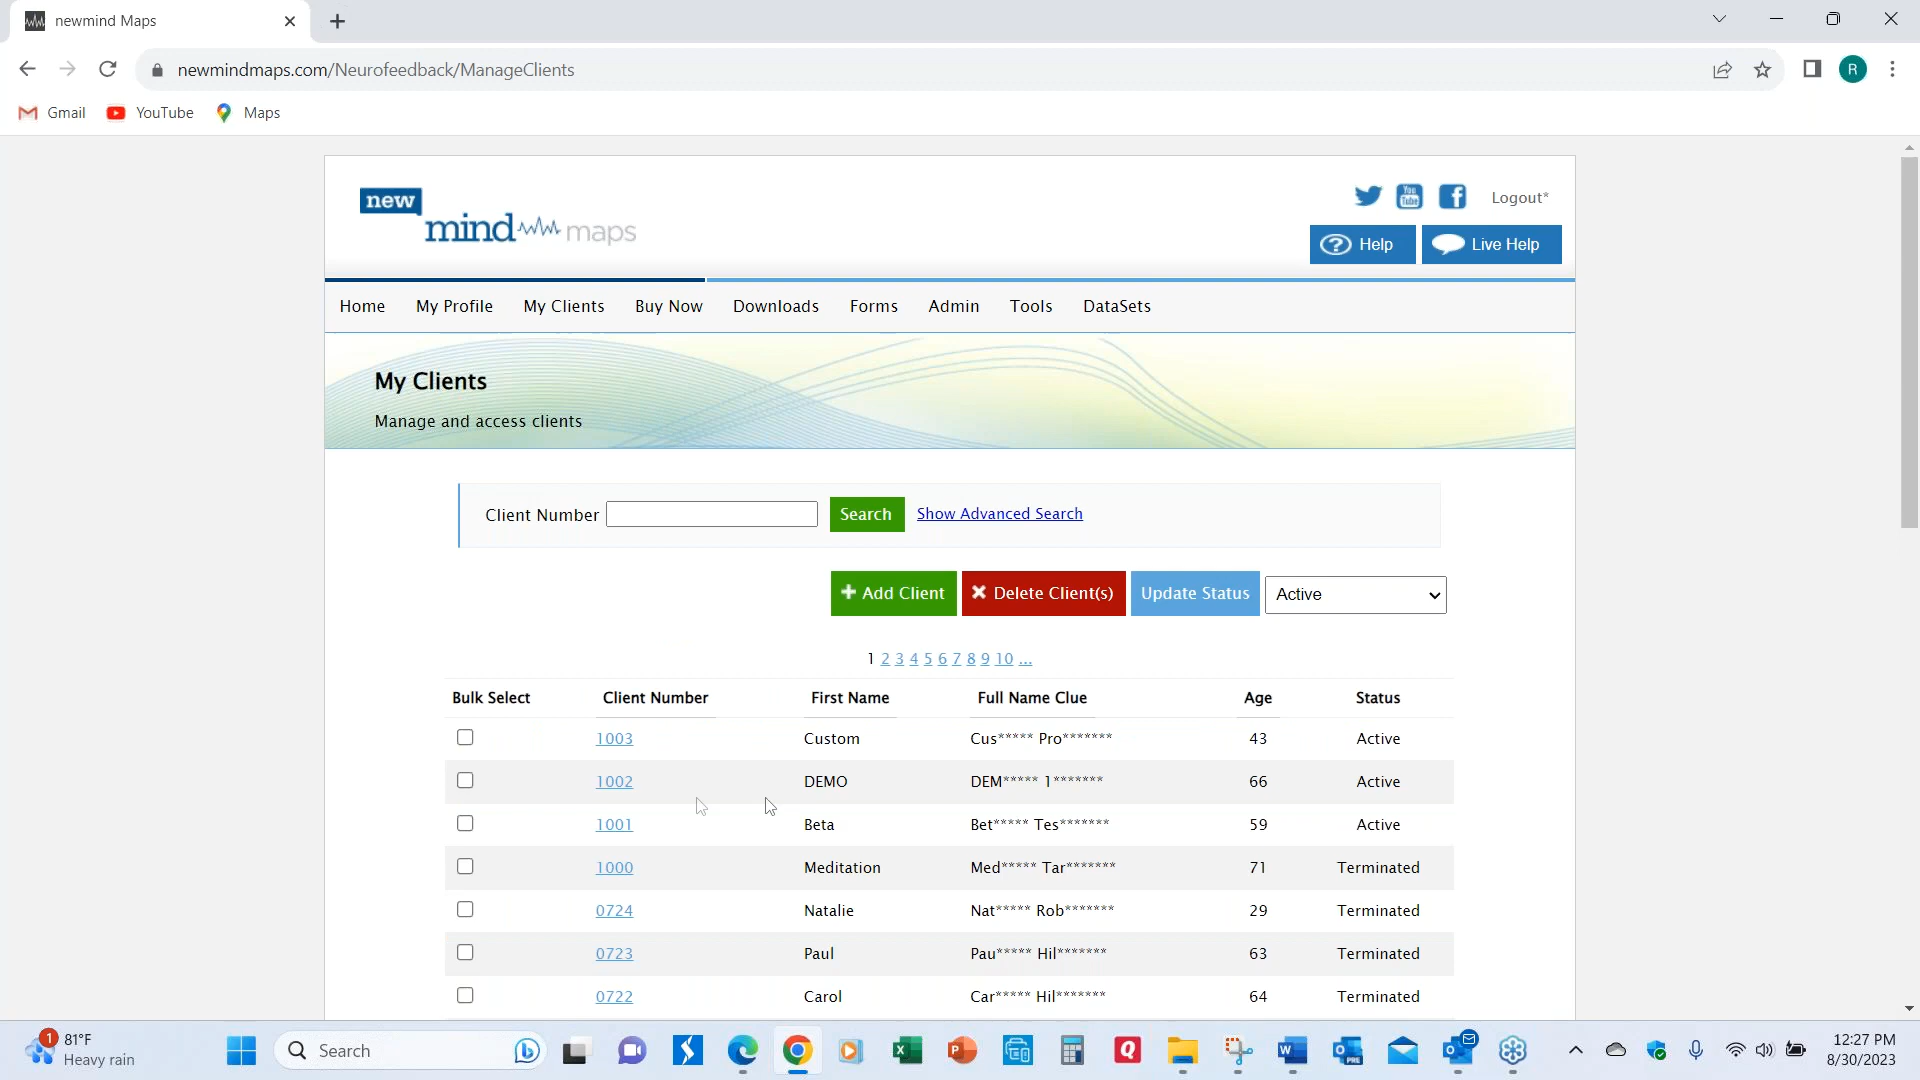 newmind Maps
newmindmaps.com/Neurofeedback/ManageClients
R
Gmail YouTube Maps
new
mind maps
You Tube f Logout*
Help Live Help
Home My Profile My Clients Buy Now Downloads Forms Admin Tools DataSets
My Clients
Manage and access clients
Client Number Search Show Advanced Search
Add Client Delete Client(s) Update Status Active
1 2 3 4 5 6 7 8 9 10 ...
Bulk Select Client Number First Name Full Name Clue Age Status
1003 Custom Cus***** Pro******* 43 Active
1002 DEMO DEM***** 1******* 66 Active
1001 Beta Bet***** Tes******* 59 Active
1000 Meditation Med***** Tar******* 71 Terminated
0724 Natalie Nat***** Rob******* 29 Terminated
0723 Paul Pau***** Hil******* 63 Terminated
0722 Carol Car***** Hil******* 64 Terminated
1 81°F
Heavy rain
Search
12:27 PM
8/30/2023